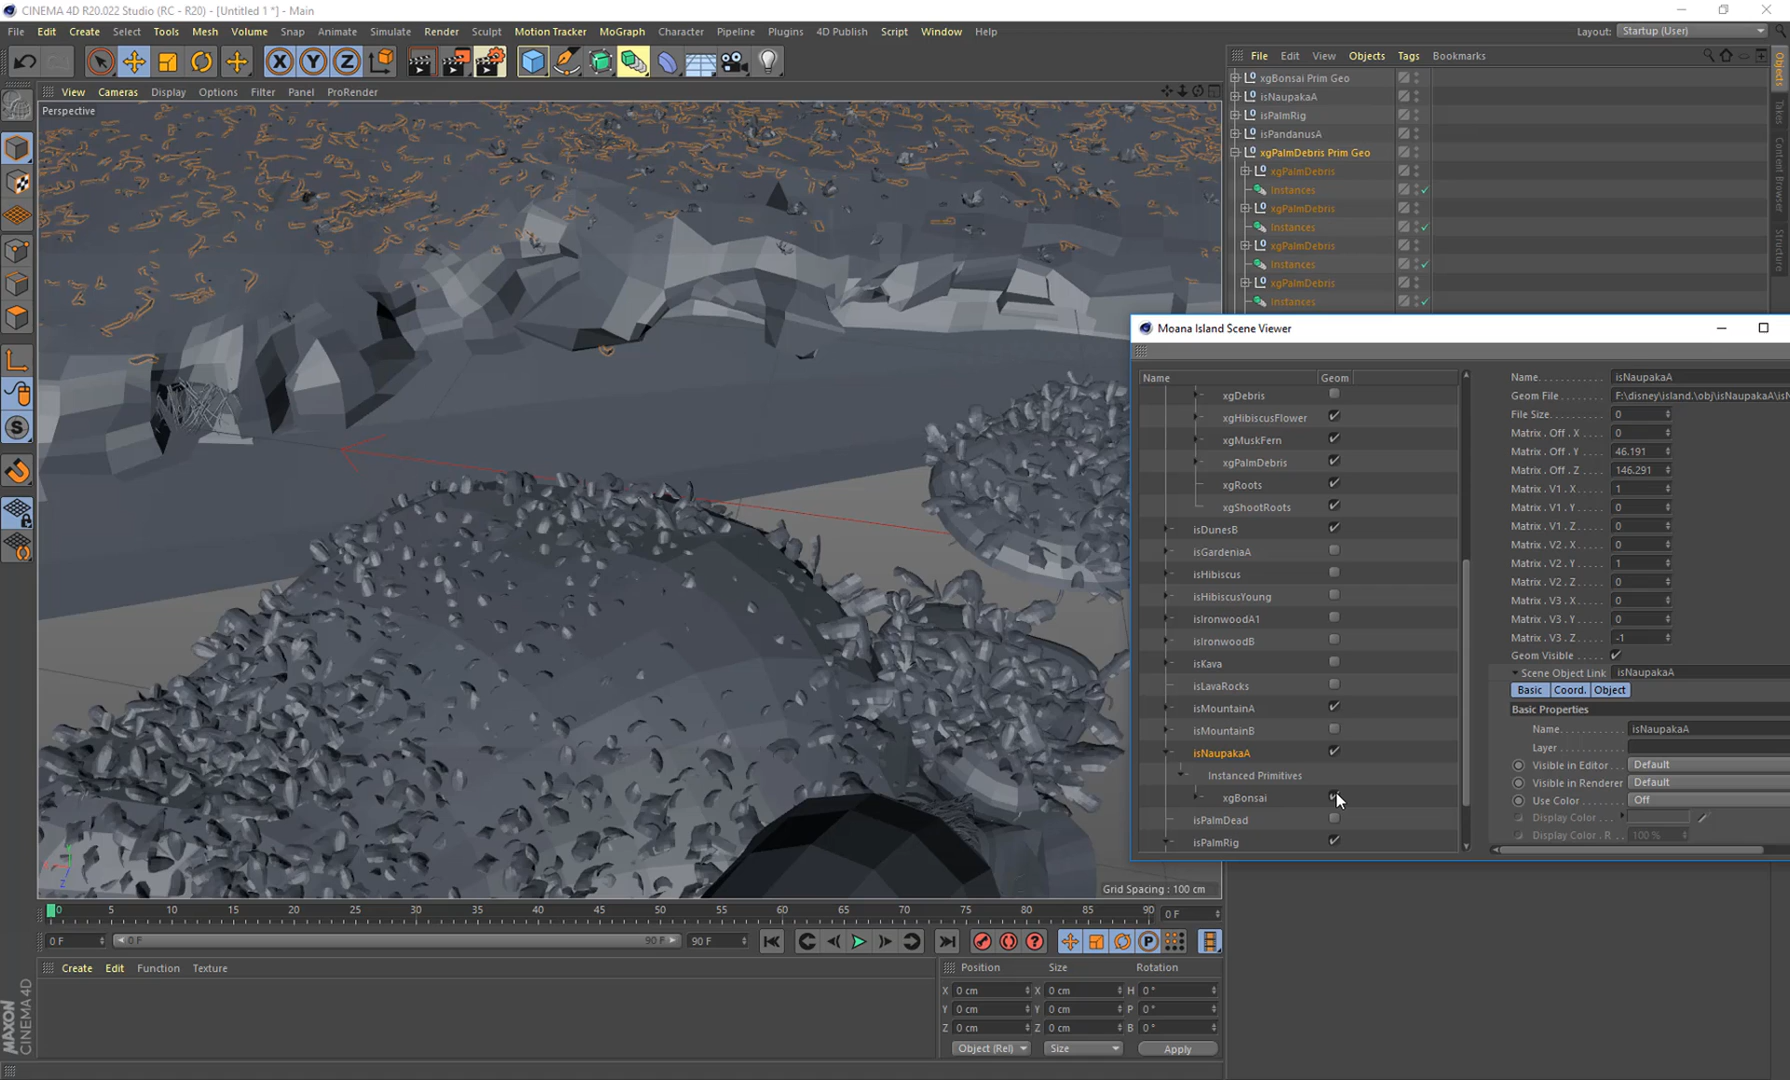 CINEMA 4D R20.022 Studio (RC - R20) - [Untitled 1 *] - Main
File Edit Create Select Tools Mesh Volume Snap Animate Simulate Render Sculpt Motion Tracker MoGraph Character Pipeline Plugins 4D Publish Script Window Help
Layout: Startup (User)
X Y Z
File Edit View Objects Tags Bookmarks
xgBonsai Prim Geo
isNaupakaA
isPalmRig
isPandanusA
xgPalmDebris Prim Geo
xgPalmDebris
Instances
xgPalmDebris
Instances
xgPalmDebris
Instances
xgPalmDebris
Instances
Objects
Takes
Content Browser
Structure
View Cameras Display Options Filter Panel ProRender
Perspective
Grid Spacing : 100 cm
Moana Island Scene Viewer
Name Geom
xgDebris
xgHibiscusFlower
xgMuskFern
xgPalmDebris
xgRoots
xgShootRoots
isDunesB
isGardeniaA
isHibiscus
isHibiscusYoung
isIronwoodA1
isIronwoodB
isKava
isLavaRocks
isMountainA
isMountainB
isNaupakaA
Instanced Primitives
xgBonsai
isPalmDead
isPalmRig
Name. . . . . . . . . . . . isNaupakaA
Geom File . . . . . . . . F:\disney\island.\obj\isNaupakaA\isN
File Size. . . . . . . . . . 0
Matrix . Off . X 0
Matrix . Off . Y 46.191
Matrix . Off . Z 146.291
Matrix . V1 . X 1
Matrix . V1 . Y 0
Matrix . V1 . Z 0
Matrix . V2 . X 0
Matrix . V2 . Y 1
Matrix . V2 . Z 0
Matrix . V3 . X 0
Matrix . V3 . Y 0
Matrix . V3 . Z -1
Geom Visible . . . . .
Scene Object Link isNaupakaA
Basic Coord. Object
Basic Properties
Name. . . . . . . . . . . isNaupakaA
Layer . . . . . . . . . . .
Visible in Editor . . . Default
Visible in Renderer Default
Use Color . . . . . . . Off
Display Color . .
Display Color . R . . 100 %
0 5 10 15 20 25 30 35 40 45 50 55 60 65 70 75 80 85 90 0 F
0 F 0 F 90 F 90 F
P
Create Edit Function Texture
Position Size Rotation
X 0 cm X 0 cm H 0 °
Y 0 cm Y 0 cm P 0 °
Z 0 cm Z 0 cm B 0 °
Object (Rel) Size Apply
MAXON
CINEMA 4D